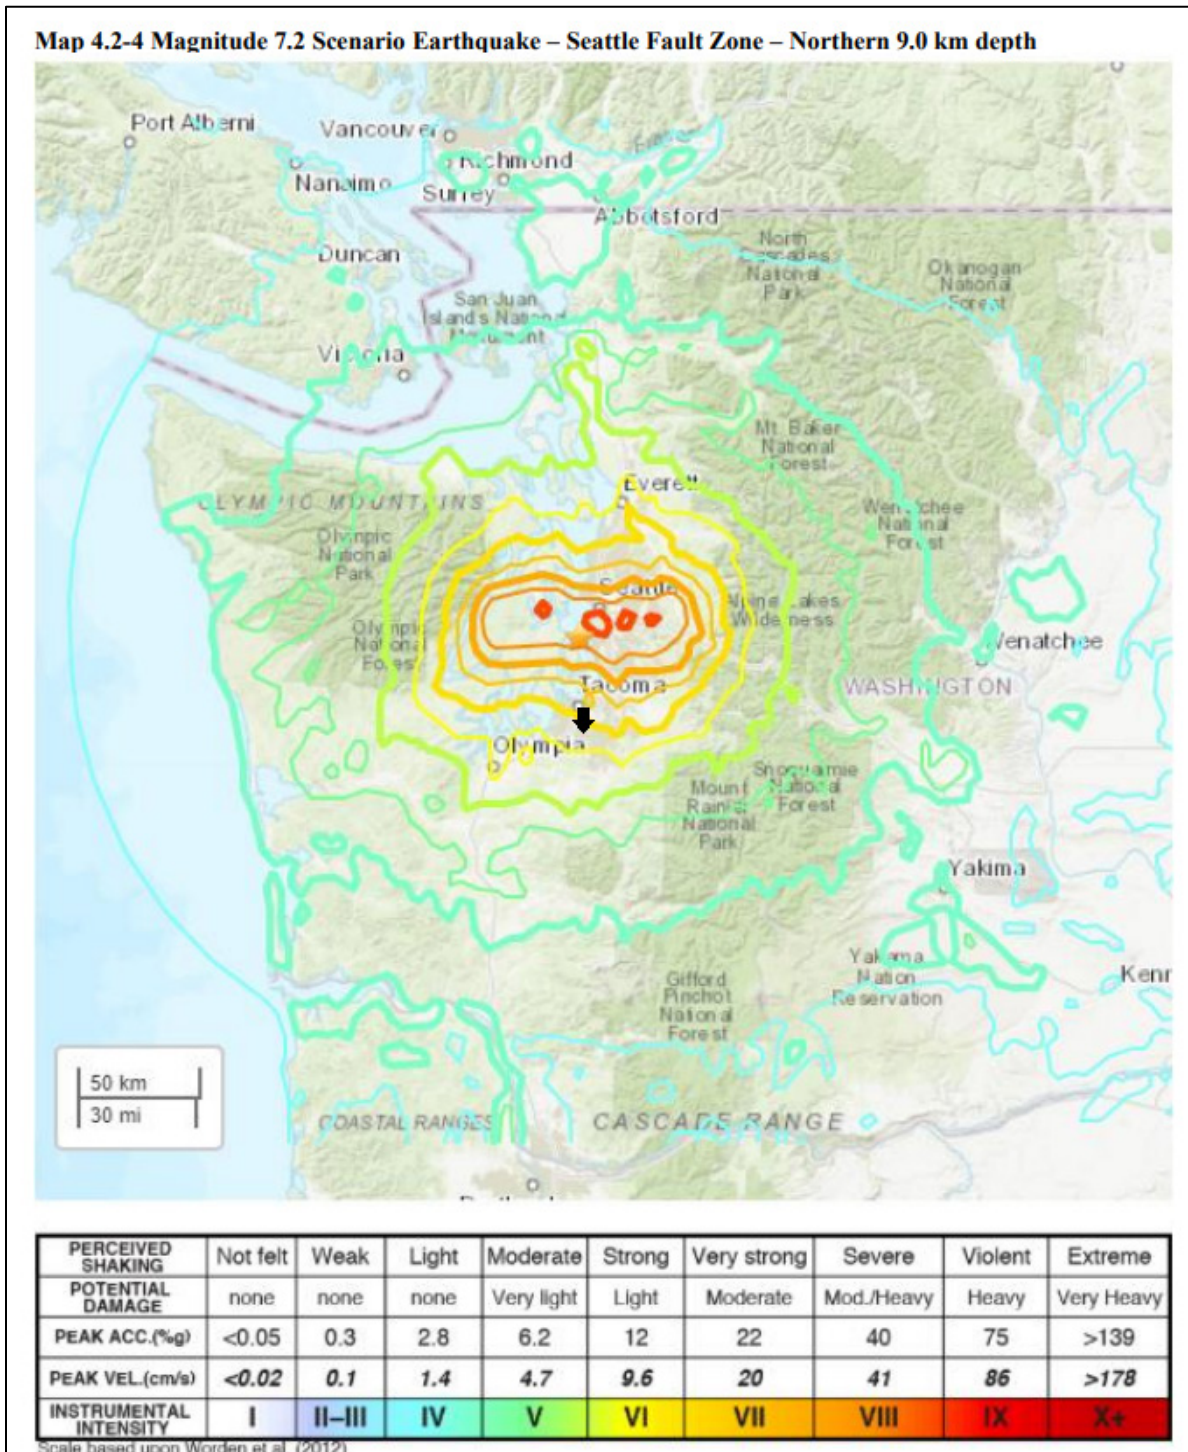 Map 4.2-4 Magnitude 7.2 Scenario Earthquake – Seattle Fault Zone – Northern 9.0 km depth
Port Alberni
Vancouver
Fraser
Richmond
Nanaimo
Surrey
Abbotsford
North
Cascades
National
Park
Duncan
Okanogan
National
Forest
San Juan
Islands National
Monument
Victoria
Mt. Baker
National
Forest
Everett
OLYMPIC MOUNTAINS
Wenatchee
National
Forest
Olympic
National
Park
Seattle
Alpine Lakes
Wilderness
Olympic
National
Forest
Wenatchee
Tacoma
WASHINGTON
Olympia
Snoqualmie
National
Forest
Mount
Rainier
National
Park
Yakima
Yakama
Nation
Reservation
Kenn
Gifford
Pinchot
National
Forest
50 km
30 mi
COASTAL RANGES
CASCADE RANGE
PERCEIVED SHAKING Not felt Weak Light Moderate Strong Very strong Severe Violent Extreme
POTENTIAL DAMAGE none none none Very light Light Moderate Mod./Heavy Heavy Very Heavy
PEAK ACC.(%g) <0.05 0.3 2.8 6.2 12 22 40 75 >139
PEAK VEL.(cm/s) <0.02 0.1 1.4 4.7 9.6 20 41 86 >178
INSTRUMENTAL INTENSITY I II–III IV V VI VII VIII IX X+
Scale based upon Worden et al. (2012)